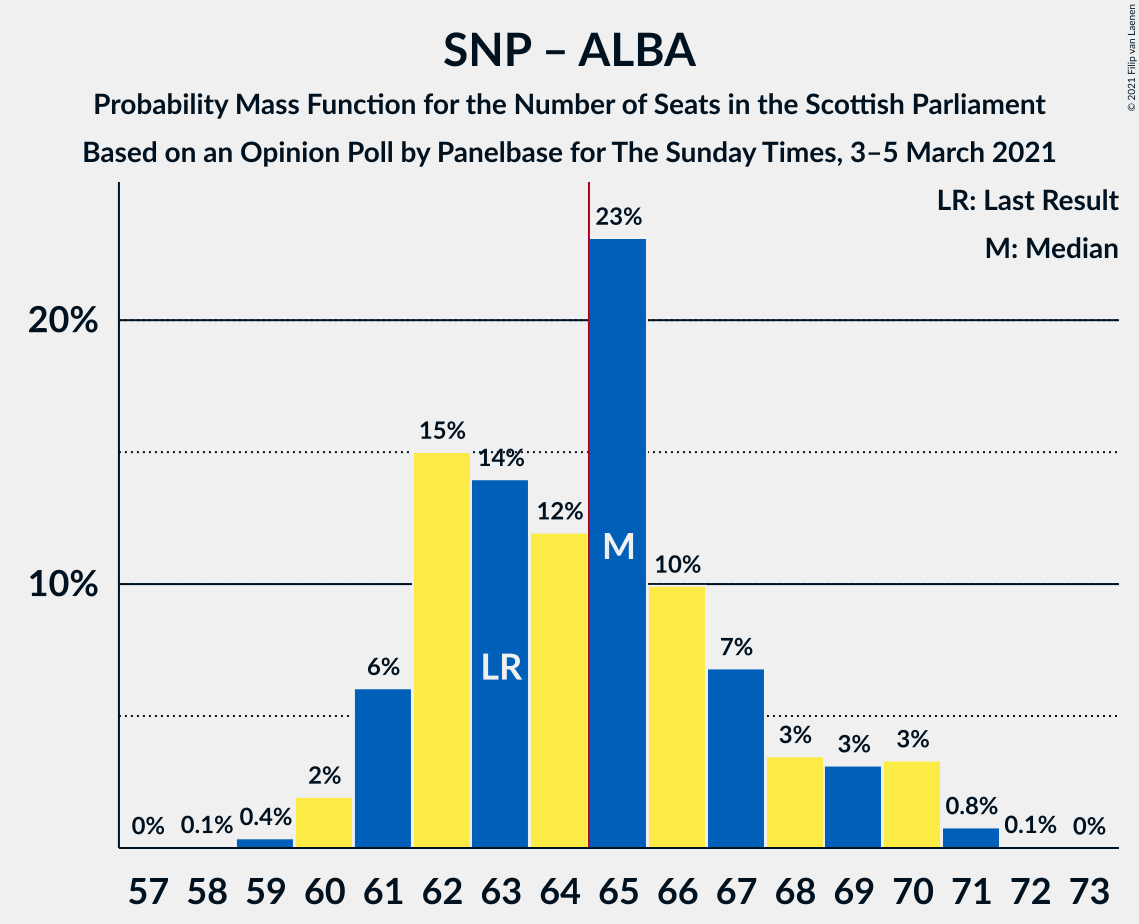 SNP – ALBA
Probability Mass Function for the Number of Seats in the Scottish Parliament
Based on an Opinion Poll by Panelbase for The Sunday Times, 3–5 March 2021
© 2021 Filip van Laenen
LR: Last Result
M: Median
23%
20%
15%
14%
12%
M
10%
10%
LR
7%
6%
3%
3%
3%
2%
0.8%
0.4%
0%
0.1%
0.1%
0%
57 58 59 60 61 62 63 64 65 66 67 68 69 70 71 72 73